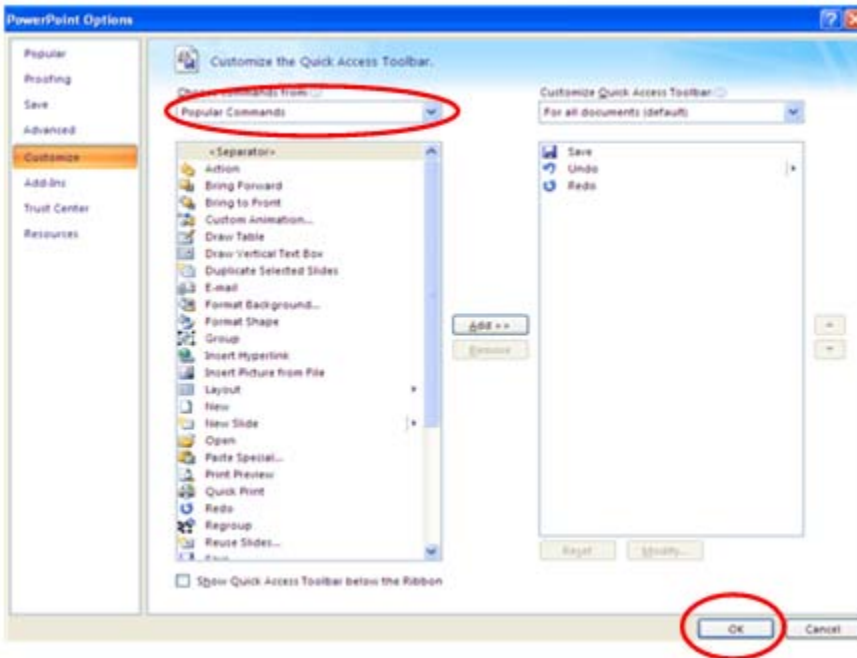 PowerPoint Options
Popular
Proofing
Save
Advanced
Customize
Add-Ins
Trust Center
Resources
Customize the Quick Access Toolbar.
Choose commands from:
Popular Commands
<Separator>
Action
Bring Forward
Bring to Front
Custom Animation...
Draw Table
Draw Vertical Text Box
Duplicate Selected Slides
E-mail
Format Background...
Format Shape
Group
Insert Hyperlink
Insert Picture from File
Layout
New
New Slide
Open
Paste Special...
Print Preview
Quick Print
Redo
Regroup
Reuse Slides...
Save
Show Quick Access Toolbar below the Ribbon
Add >>
Remove
Customize Quick Access Toolbar:
For all documents (default)
Save
Undo
Redo
Reset
Modify...
OK
Cancel